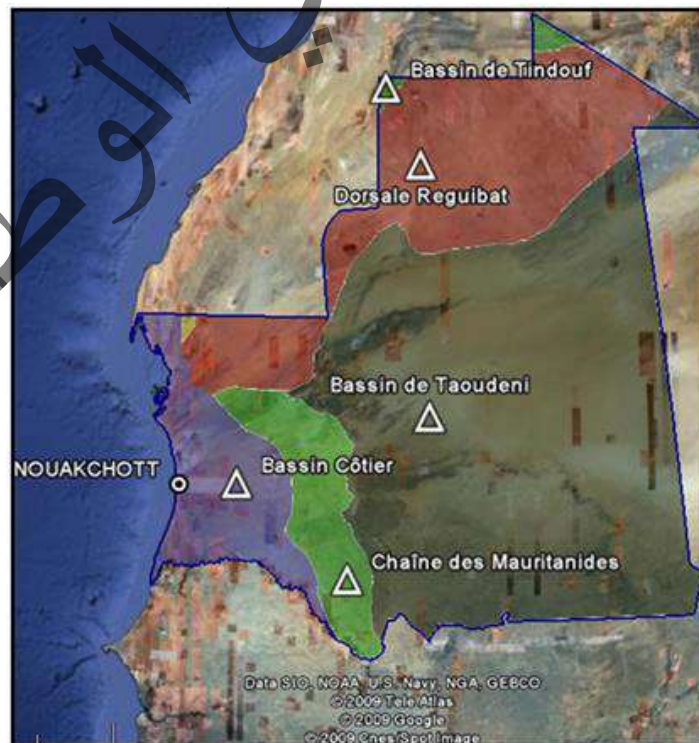 Bassin de Tindouf
Dorsale Reguibat
Bassin de Taoudeni
NOUAKCHOTT
Bassin Côtier
Chaîne des Mauritanides
Data SIO, NOAA, U.S. Navy, NGA, GEBCO
© 2009 Tele Atlas
© 2009 Google
© 2009 Cnes/Spot Image